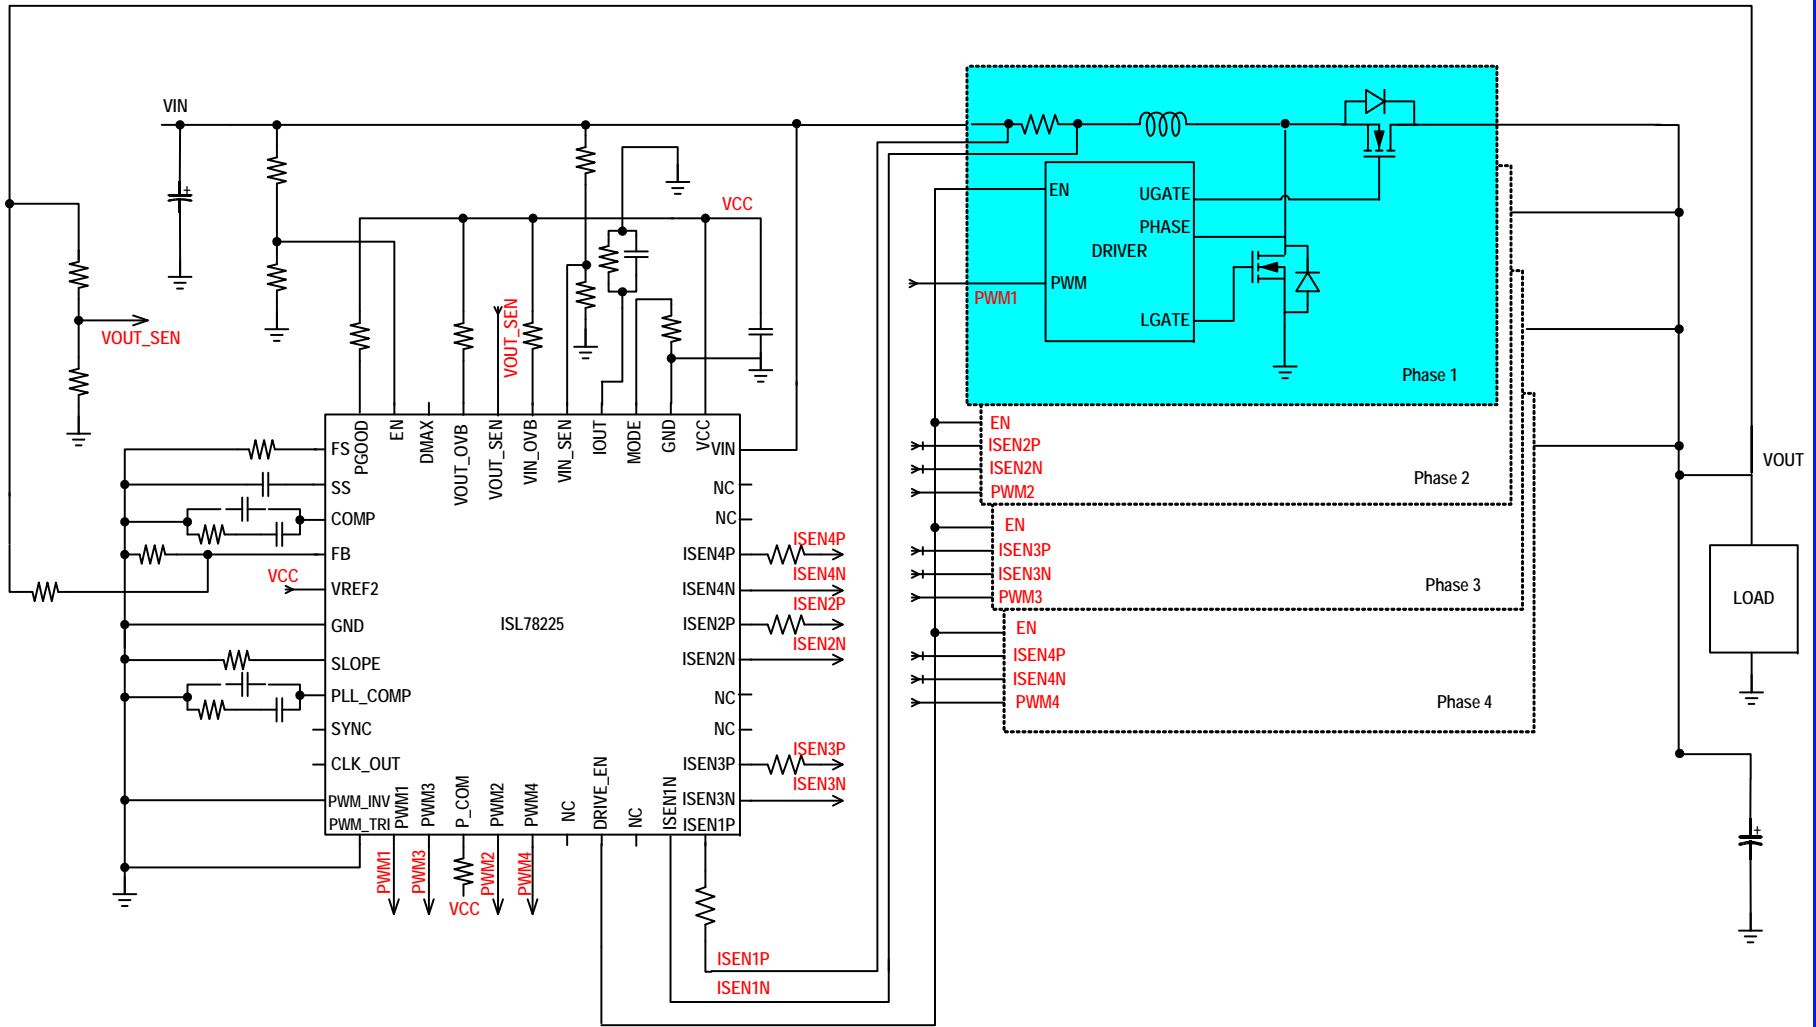 VIN
VCC
VOUT_SEN
VOUT_SEN
PGOOD
EN
DMAX
VOUT_OVB
VOUT_SEN
VIN_OVB
VIN_SEN
IOUT
MODE
GND
VCC
FS
SS
COMP
FB
VCC
VREF2
GND
SLOPE
PLL_COMP
SYNC
CLK_OUT
PWM_INV
PWM_TRI
ISL78225
VIN
NC
NC
ISEN4P
ISEN4N
ISEN2P
ISEN2N
NC
NC
ISEN3P
ISEN3N
ISEN1P
ISEN4P
ISEN4N
ISEN2P
ISEN2N
ISEN3P
ISEN3N
PWM1
PWM3
P_COM
PWM2
PWM4
NC
DRIVE_EN
NC
ISEN1N
PWM1
PWM3
VCC
PWM2
PWM4
ISEN1P
ISEN1N
EN
UGATE
PHASE
DRIVER
PWM
LGATE
PWM1
Phase 1
EN
ISEN2P
ISEN2N
PWM2
Phase 2
EN
ISEN3P
ISEN3N
PWM3
Phase 3
EN
ISEN4P
ISEN4N
PWM4
Phase 4
VOUT
LOAD
+
+